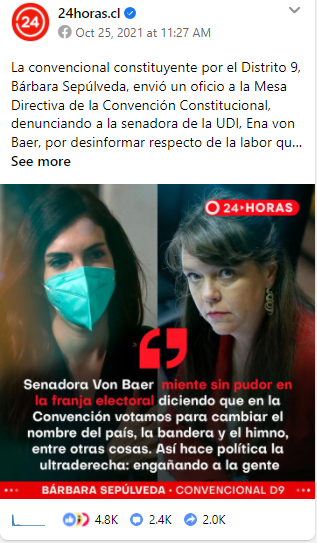 24horas.cl
Oct 25, 2021 at 11:27 AM
La convencional constituyente por el Distrito 9,
Bárbara Sepúlveda, envió un oficio a la Mesa
Directiva de la Convención Constitucional,
denunciando a la senadora de la UDI, Ena von
Baer, por desinformar respecto de la labor qu...
See more
24 HORAS
Senadora Von Baer miente sin pudor en
la franja electoral diciendo que en la
Convención votamos para cambiar el
nombre del país, la bandera y el himno,
entre otras cosas. Así hace política la
ultraderecha: engañando a la gente
BÁRBARA SEPÚLVEDA • CONVENCIONAL D9
4.8K 2.4K 2.0K